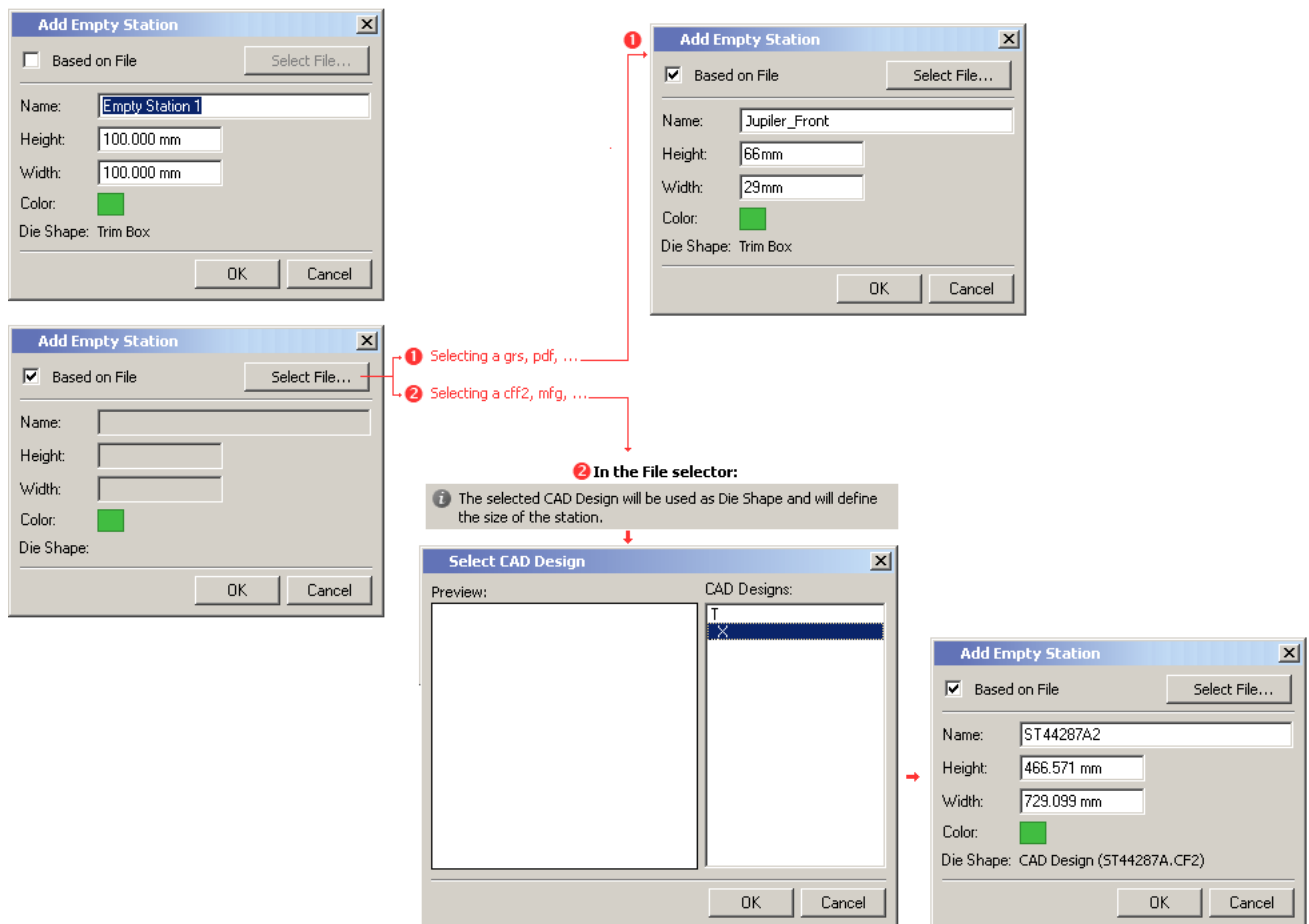 Add Empty Station
Based on File Select File...
Name: Empty Station 1
Height: 100.000 mm
Width: 100.000 mm
Color:
Die Shape: Trim Box
OK Cancel
1 Add Empty Station
Based on File Select File...
Name: Jupiler_Front
Height: 66mm
Width: 29mm
Color:
Die Shape: Trim Box
OK Cancel
Add Empty Station
Based on File Select File...
Name:
Height:
Width:
Color:
Die Shape:
OK Cancel
1 Selecting a grs, pdf, ...
2 Selecting a cff2, mfg, ...
2 In the File selector:
i The selected CAD Design will be used as Die Shape and will define
the size of the station.
Select CAD Design
Preview: CAD Designs:
T
X
OK Cancel
Add Empty Station
Based on File Select File...
Name: ST44287A2
Height: 466.571 mm
Width: 729.099 mm
Color:
Die Shape: CAD Design (ST44287A.CF2)
OK Cancel